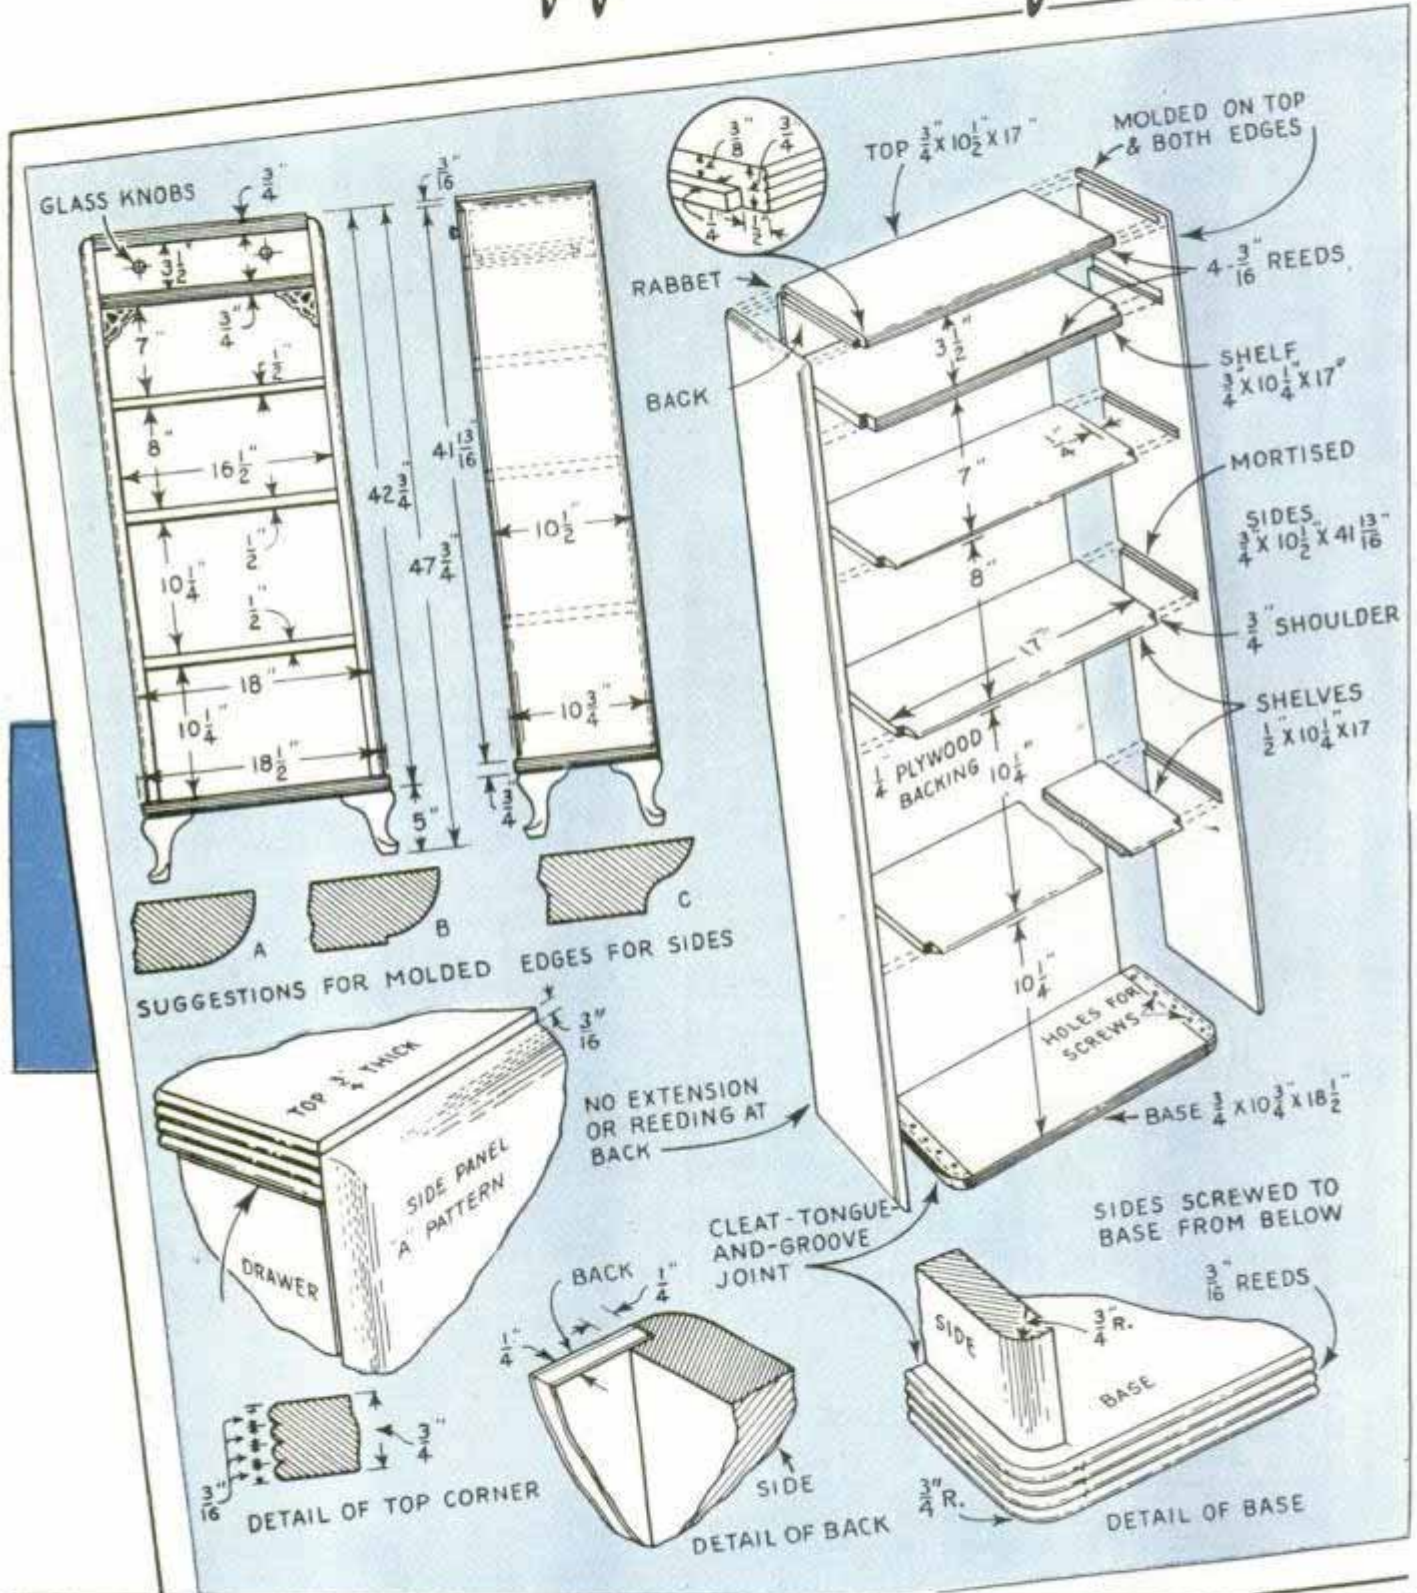 GLASS KNOBS
3/4"
3 1/2"
7"
3/4"
1/2"
8"
16 1/2"
1/2"
10 1/4"
1/2"
18"
10 1/4"
18 1/2"
5"
42 3/4"
47 3/4"
3/16"
41 13/16"
10 1/2"
10 3/4"
3/4"
A
B
C
SUGGESTIONS FOR MOLDED EDGES FOR SIDES
3/8"
3/4"
1/4"
1/2"
TOP 3/4" X 10 1/2" X 17"
MOLDED ON TOP
& BOTH EDGES
RABBET
4-3/16" REEDS
BACK
SHELF
3/4" X 10 1/4" X 17"
3 1/2"
7"
1/4"
MORTISED
SIDES
3/4" X 10 1/2" X 41 13/16"
8"
17"
3/4" SHOULDER
SHELVES
1/2" X 10 1/4" X 17
1/4" PLYWOOD
BACKING
10 1/4"
10 1/4"
HOLES FOR
SCREWS
BASE 3/4" X 10 3/4" X 18 1/2"
NO EXTENSION
OR REEDING AT
BACK
CLEAT-TONGUE-
AND-GROOVE
JOINT
SIDES SCREWED TO
BASE FROM BELOW
TOP 3/4" THICK
3/16"
SIDE PANEL
"A" PATTERN
DRAWER
3/16"
3/4"
DETAIL OF TOP CORNER
BACK
1/4"
1/4"
SIDE
DETAIL OF BACK
3/16" REEDS
SIDE
3/4" R.
BASE
3/4" R.
DETAIL OF BASE